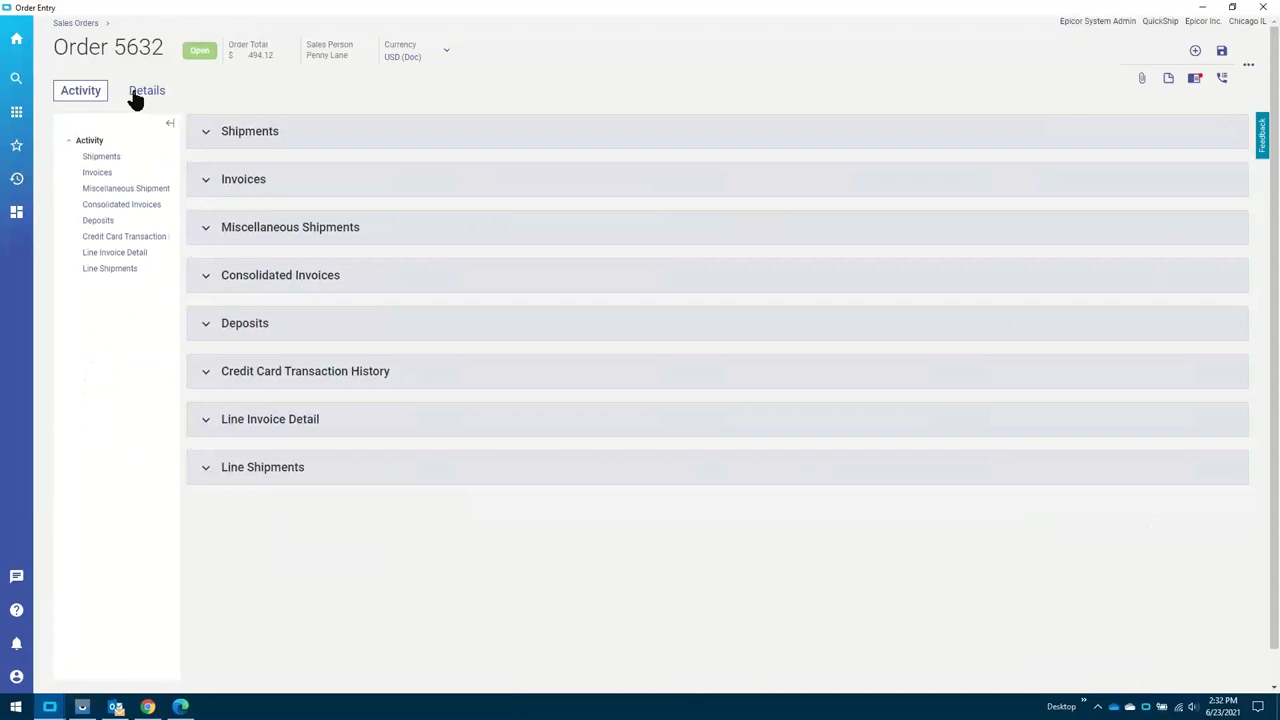 Order Entry
Sales Orders >
Epicor System Admin QuickShip Epicor Inc. Chicago IL
Order 5632
Open
Order Total
$ 494.12
Sales Person
Penny Lane
Currency
USD (Doc)
Activity Details
Activity
Shipments
Invoices
Miscellaneous Shipment
Consolidated Invoices
Deposits
Credit Card Transaction
Line Invoice Detail
Line Shipments
Shipments
Invoices
Miscellaneous Shipments
Consolidated Invoices
Deposits
Credit Card Transaction History
Line Invoice Detail
Line Shipments
Feedback
Desktop
2:32 PM
6/23/2021